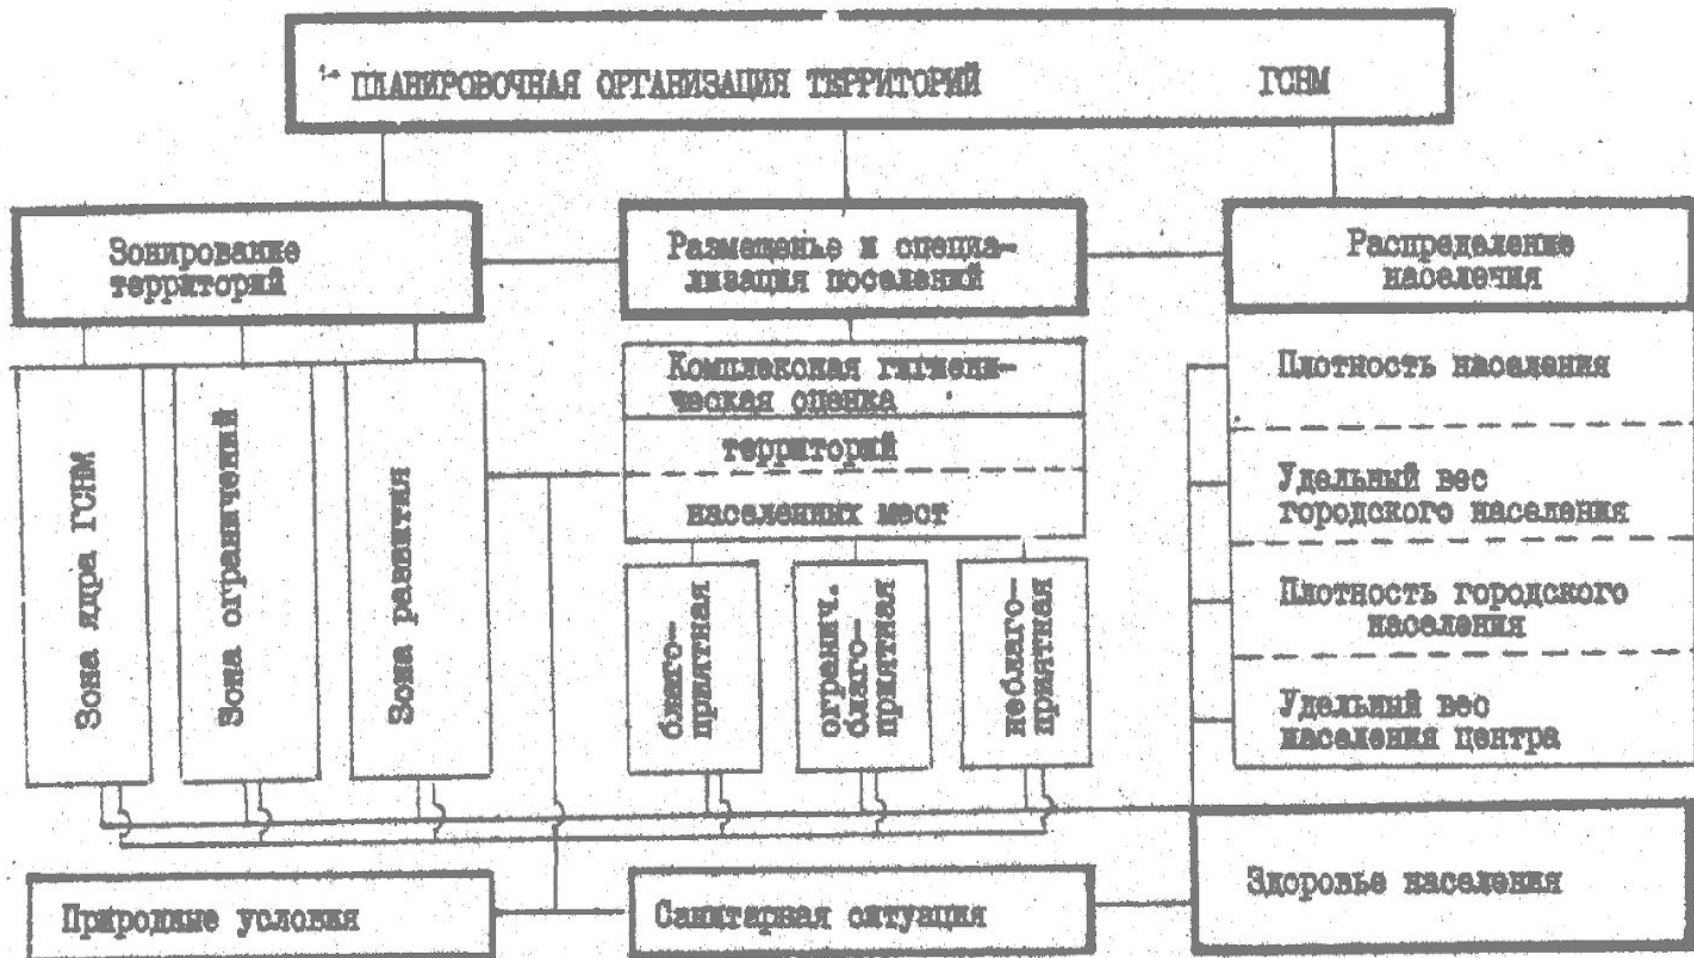 ПЛАНИРОВОЧНАЯ ОРГАНИЗАЦИЯ ТЕРРИТОРИЙ ГСНМ
Зонирование
территорий
Размещенье и специа-
лизация поселений
Распределение
населения
Зона ядра ГСНМ
Зона ограничений
Зона развития
Комплексная гигиени-
ческая оценка
территорий
населенных мест
благо-
приятная
огранич.
благо-
приятная
неблаго-
приятная
Плотность населения
Удельный вес
городского населения
Плотность городского
населения
Удельный вес
населения центра
Природные условия
Санитарная ситуация
Здоровье населения